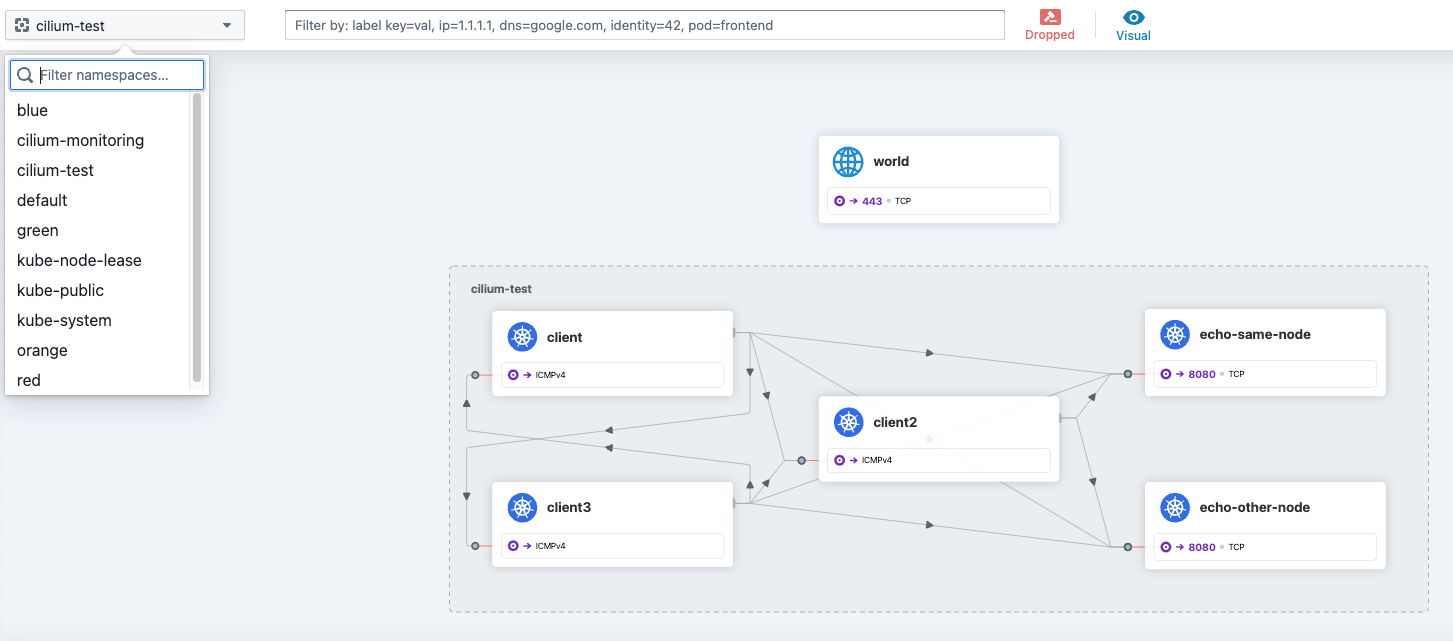 cilium-test
Filter by: label key=val, ip=1.1.1.1, dns=google.com, identity=42, pod=frontend
Dropped
Visual
Filter namespaces...
blue
cilium-monitoring
cilium-test
default
green
kube-node-lease
kube-public
kube-system
orange
red
world
443 TCP
cilium-test
client
ICMPv4
echo-same-node
8080 TCP
client2
ICMPv4
client3
ICMPv4
echo-other-node
8080 TCP